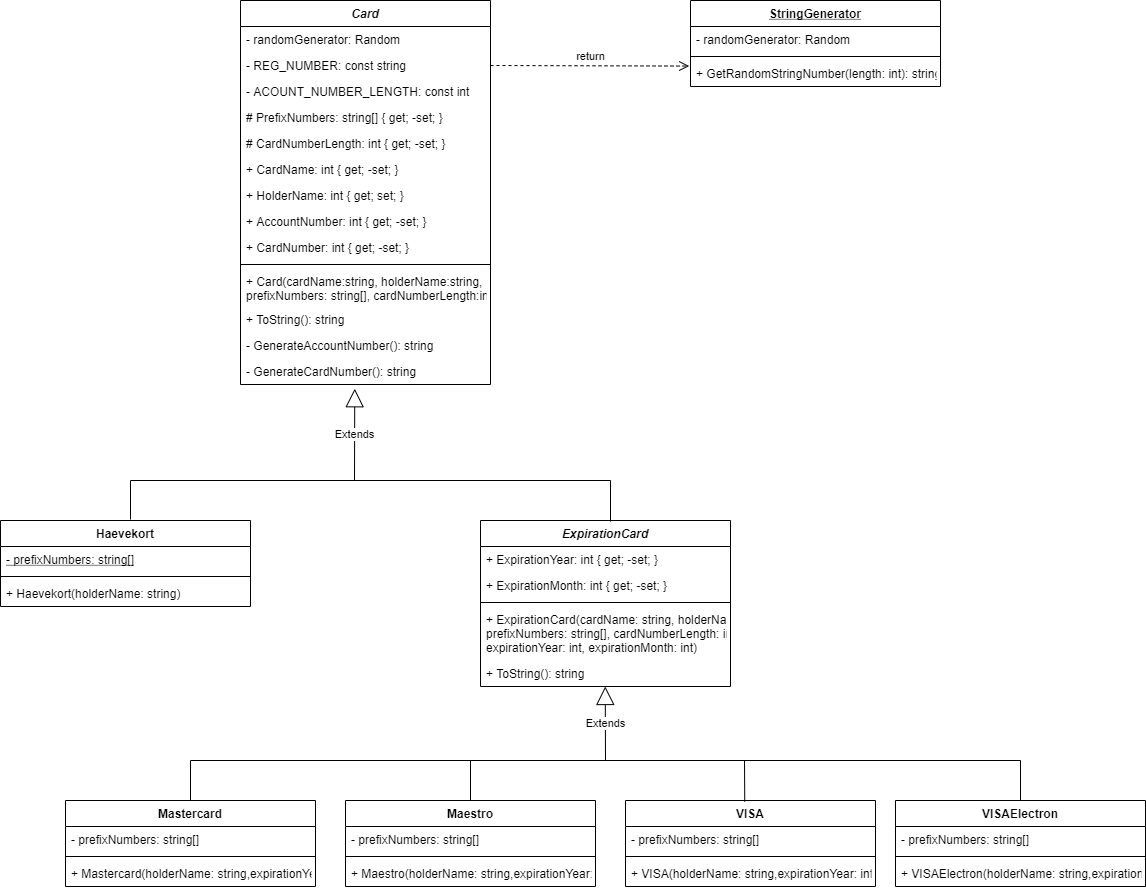 Card
- randomGenerator: Random
- REG_NUMBER: const string
- ACOUNT_NUMBER_LENGTH: const int
# PrefixNumbers: string[] { get; -set; }
# CardNumberLength: int { get; -set; }
+ CardName: int { get; -set; }
+ HolderName: int { get; set; }
+ AccountNumber: int { get; -set; }
+ CardNumber: int { get; -set; }
+ Card(cardName:string, holderName:string,
prefixNumbers: string[], cardNumberLength:in
+ ToString(): string
- GenerateAccountNumber(): string
- GenerateCardNumber(): string
return
StringGenerator
- randomGenerator: Random
+ GetRandomStringNumber(length: int): string
Extends
Haevekort
- prefixNumbers: string[]
+ Haevekort(holderName: string)
ExpirationCard
+ ExpirationYear: int { get; -set; }
+ ExpirationMonth: int { get; -set; }
+ ExpirationCard(cardName: string, holderNa
prefixNumbers: string[], cardNumberLength: i
expirationYear: int, expirationMonth: int)
+ ToString(): string
Extends
Mastercard
- prefixNumbers: string[]
+ Mastercard(holderName: string,expirationYe
Maestro
- prefixNumbers: string[]
+ Maestro(holderName: string,expirationYear:
VISA
- prefixNumbers: string[]
+ VISA(holderName: string,expirationYear: int
VISAElectron
- prefixNumbers: string[]
+ VISAElectron(holderName: string,expiration